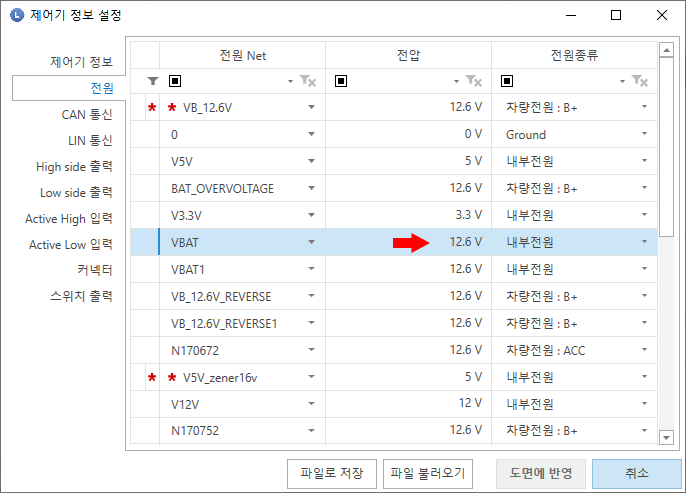 L 제어기 정보 설정
제어기 정보
전원
CAN 통신
LIN 통신
High side 출력
Low side 출력
Active High 입력
Active Low 입력
커넥터
스위치 출력
전원 Net 전압 전원종류
* * VB_12.6V 12.6 V 차량전원 : B+
0 0 V Ground
V5V 5 V 내부전원
BAT_OVERVOLTAGE 12.6 V 차량전원 : B+
V3.3V 3.3 V 내부전원
VBAT 12.6 V 내부전원
VBAT1 12.6 V 내부전원
VB_12.6V_REVERSE 12.6 V 차량전원 : B+
VB_12.6V_REVERSE1 12.6 V 차량전원 : B+
N170672 12.6 V 차량전원 : ACC
* * V5V_zener16v 5 V 내부전원
V12V 12 V 내부전원
N170752 12.6 V 차량전원 : B+
파일로 저장 파일 불러오기 도면에 반영 취소